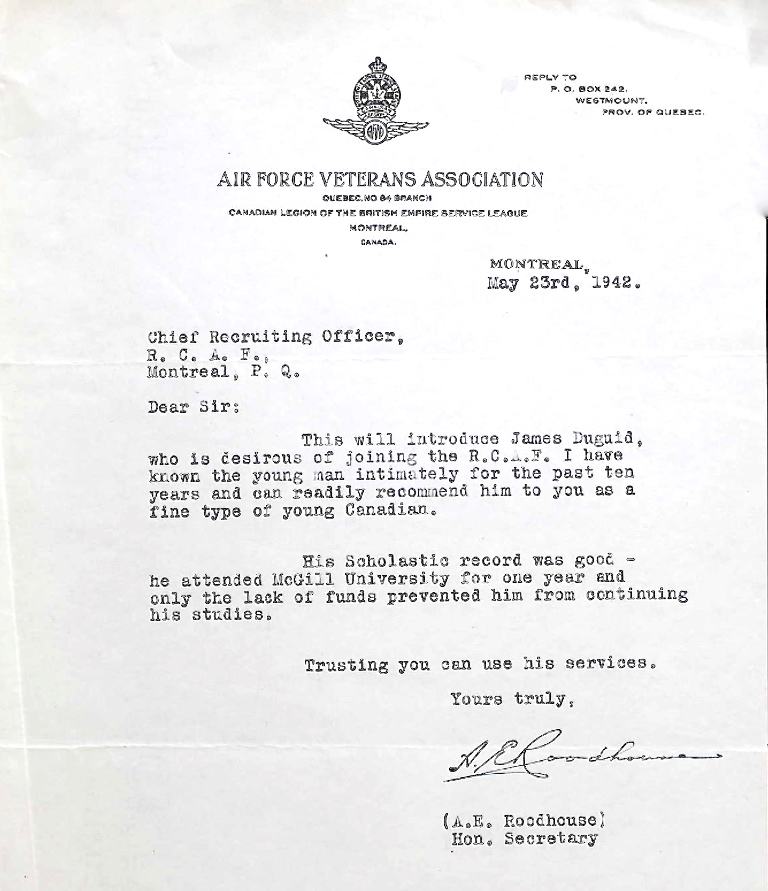 REPLY TO
P. O. BOX 242.
WESTMOUNT.
PROV. OF QUEBEC.
AIR FORCE VETERANS ASSOCIATION
QUEBEC. NO 84 BRANCH
CANADIAN LEGION OF THE BRITISH EMPIRE SERVICE LEAGUE
MONTREAL,
CANADA.
MONTREAL,
May 23rd, 1942.
Chief Recruiting Officer,
R. C. A. F.,
Montreal, P. Q.
Dear Sir:
This will introduce James Duguid,
who is desirous of joining the R.C.A.F. I have
known the young man intimately for the past ten
years and can readily recommend him to you as a
fine type of young Canadian.
His Scholastic record was good -
he attended McGill University for one year and
only the lack of funds prevented him from continuing
his studies.
Trusting you can use his services.
Yours truly,
A. E. Roodhouse
(A.E. Roodhouse)
Hon. Secretary